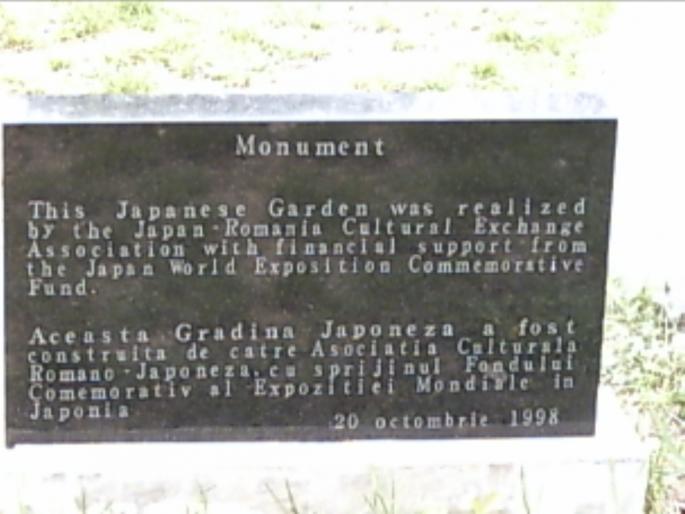 Monument
This Japanese Garden was realized
by the Japan-Romania Cultural Exchange
Association with financial support from
the Japan World Exposition Commemorative
Fund.
Aceasta Gradina Japoneza a fost
construita de catre Asociatia Culturala
Romano-Japoneza, cu sprijinul Fondului
Comemorativ al Expozitiei Mondiale in
Japonia
20 octombrie 1998